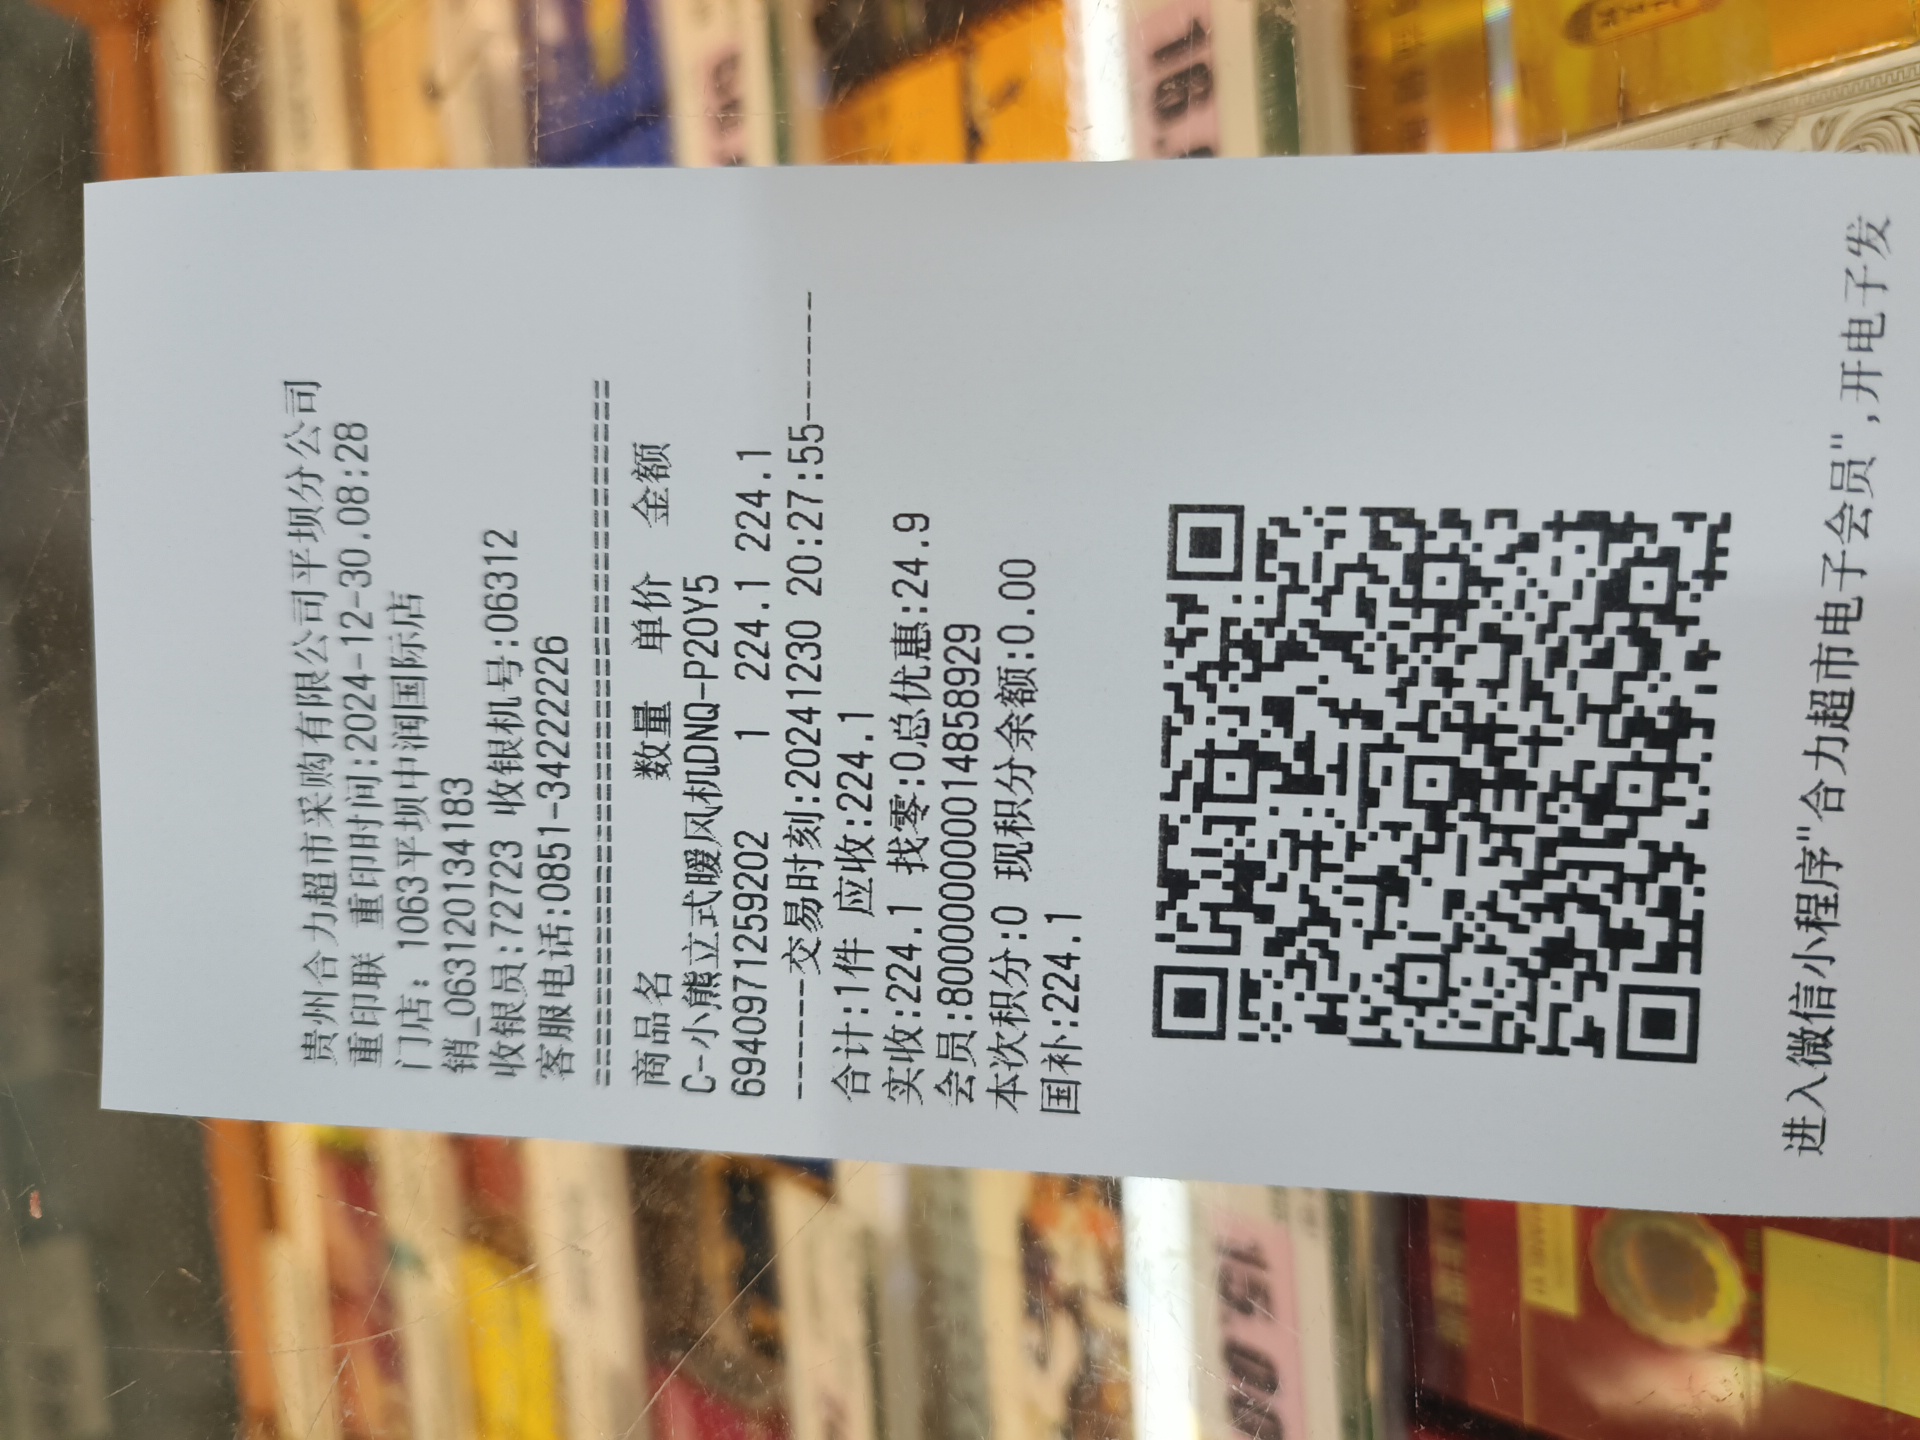 贵州合力超市采购有限公司平坝分公司
重印联 重印时间:2024-12-30.08:28
门店: 1063平坝中润国际店
销_0631220134183
收银员:72723 收银机号:06312
客服电话:0851-34222226
==========================================
商品名 数量 单价 金额
C-小熊立式暖风机DNQ-P20Y5
6940971259202 1 224.1 224.1
------交易时刻:20241230 20:27:55-------
合计:1件 应收:224.1
实收:224.1 找零:0总优惠:24.9
会员:800000000014858929
本次积分:0 现积分余额:0.00
国补:224.1
进入微信小程序"合力超市电子会员",开电子发
16.
15.00